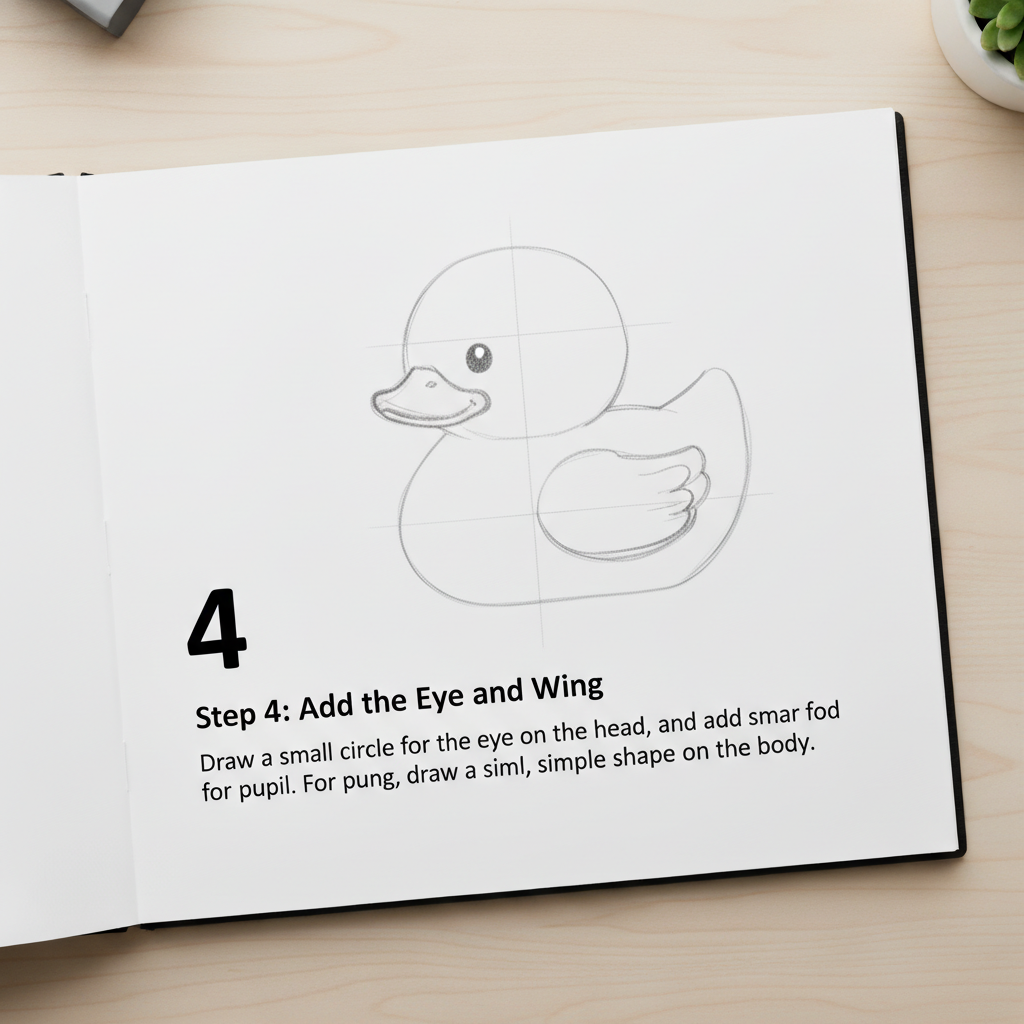 4
Step 4: Add the Eye and Wing
Draw a small circle for the eye on the head, and add smar fod
for pupil. For pung, draw a siml, simple shape on the body.